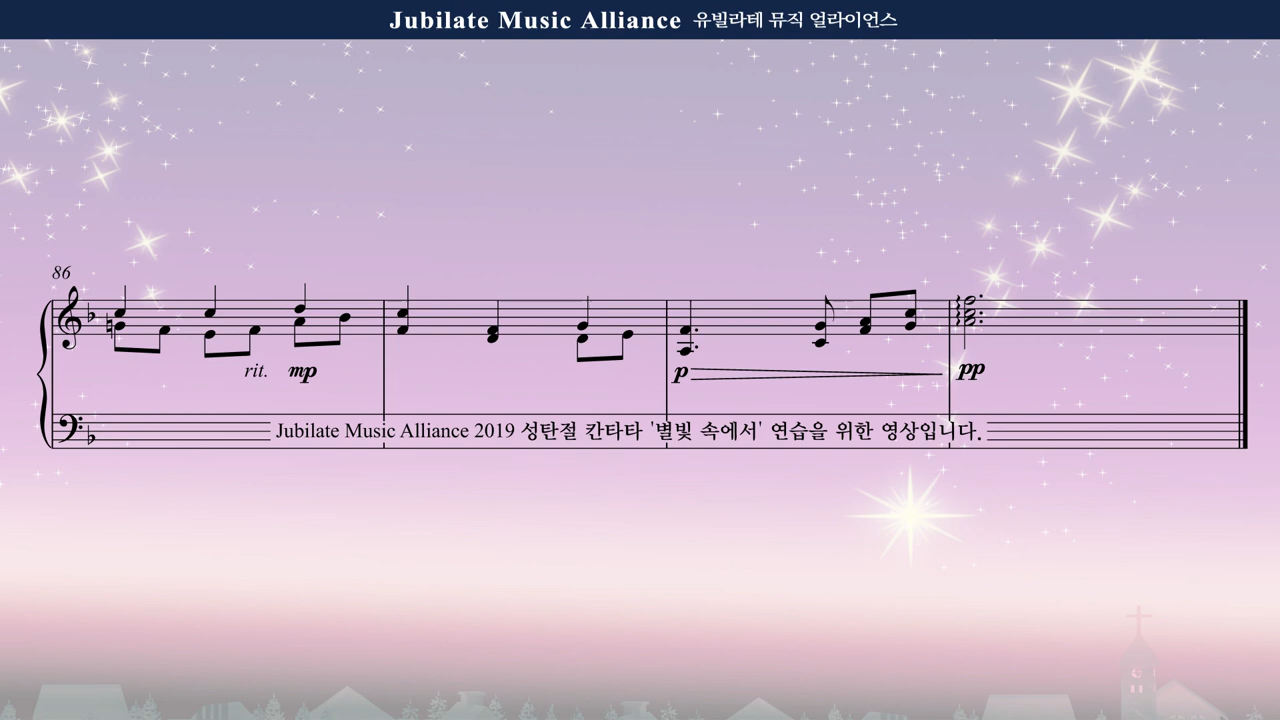 Jubilate Music Alliance 유빌라테 뮤직 얼라이언스
86
rit. mp
p
pp
Jubilate Music Alliance 2019 성탄절 칸타타 '별빛 속에서' 연습을 위한 영상입니다.